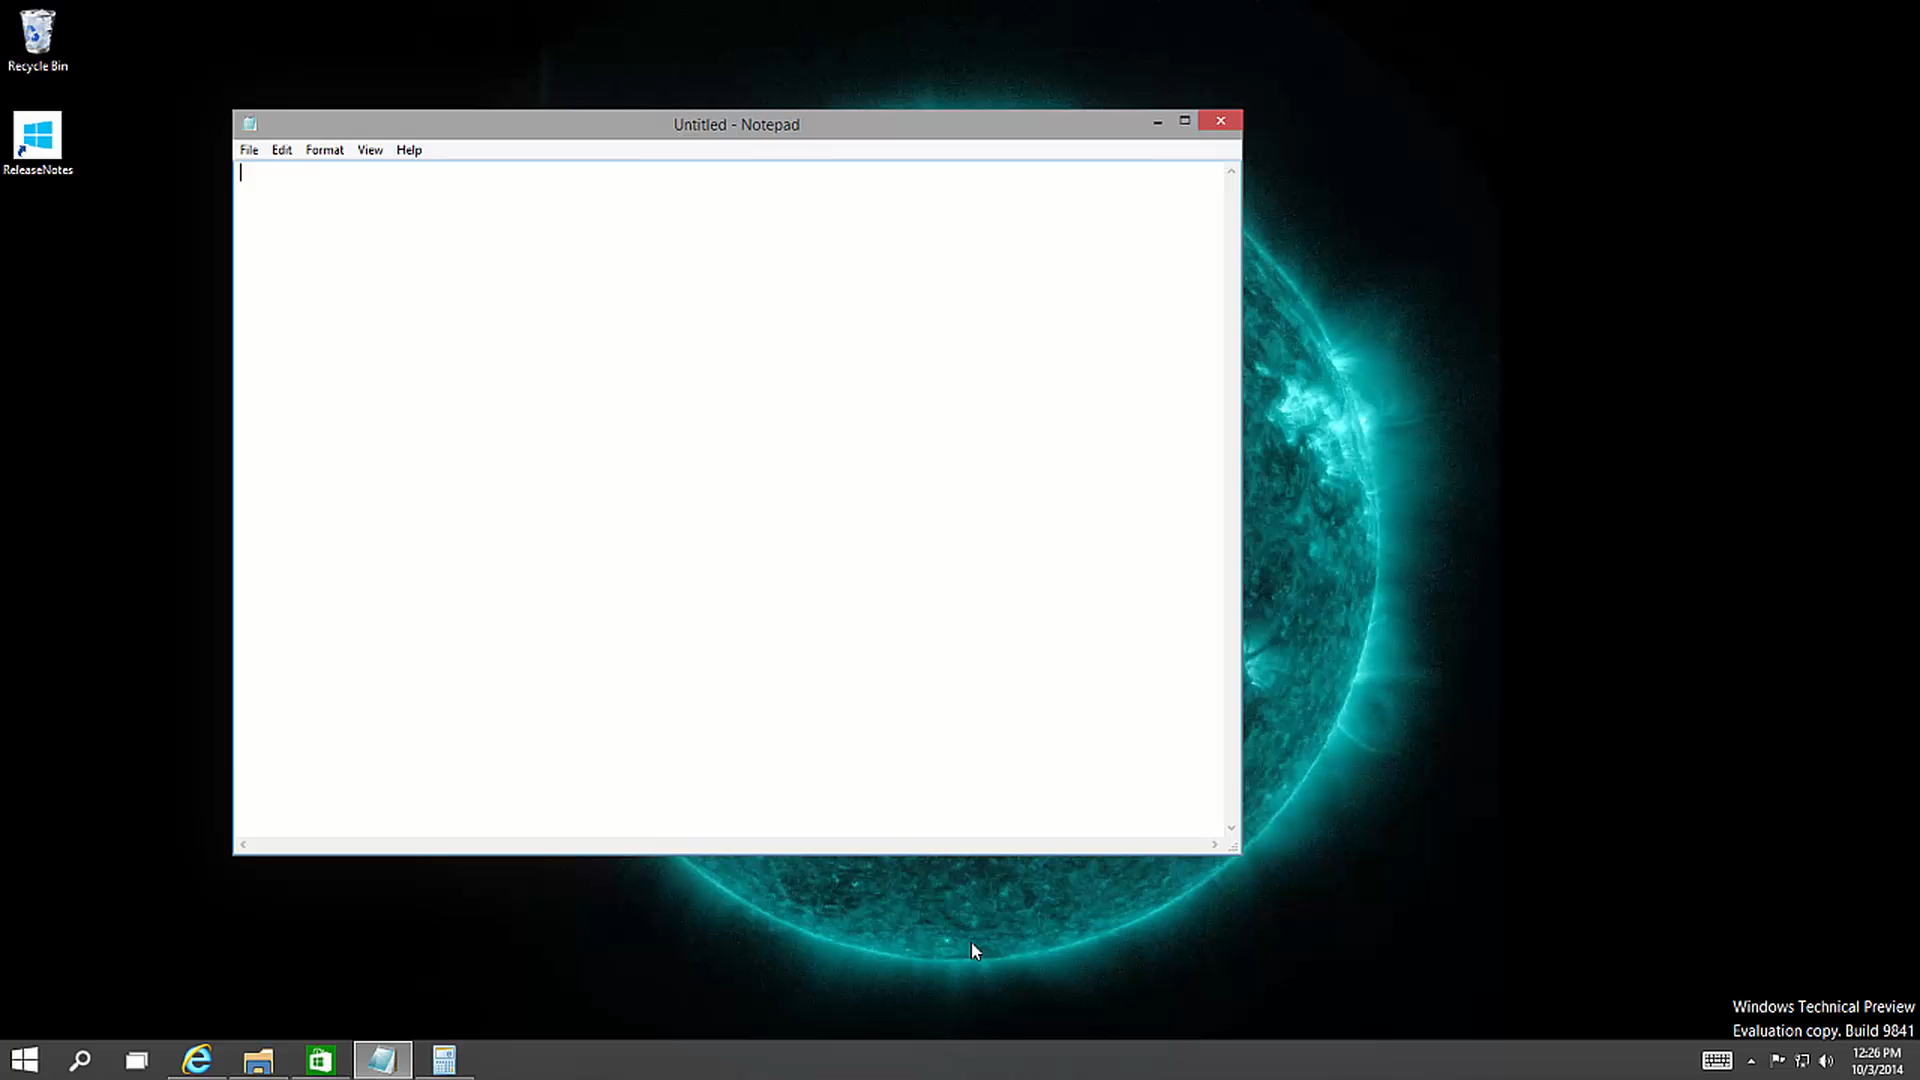 Recycle Bin
ReleaseNotes
Untitled - Notepad
File Edit Format View Help
Windows Technical Preview
Evaluation copy. Build 9841
12:26 PM
10/3/2014